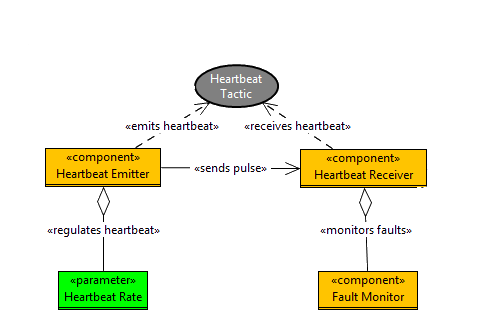 Heartbeat
Tactic
«emits heartbeat»
«receives heartbeat»
«component»
Heartbeat Emitter
«sends pulse»
«component»
Heartbeat Receiver
«regulates heartbeat»
«monitors faults»
«parameter»
Heartbeat Rate
«component»
Fault Monitor